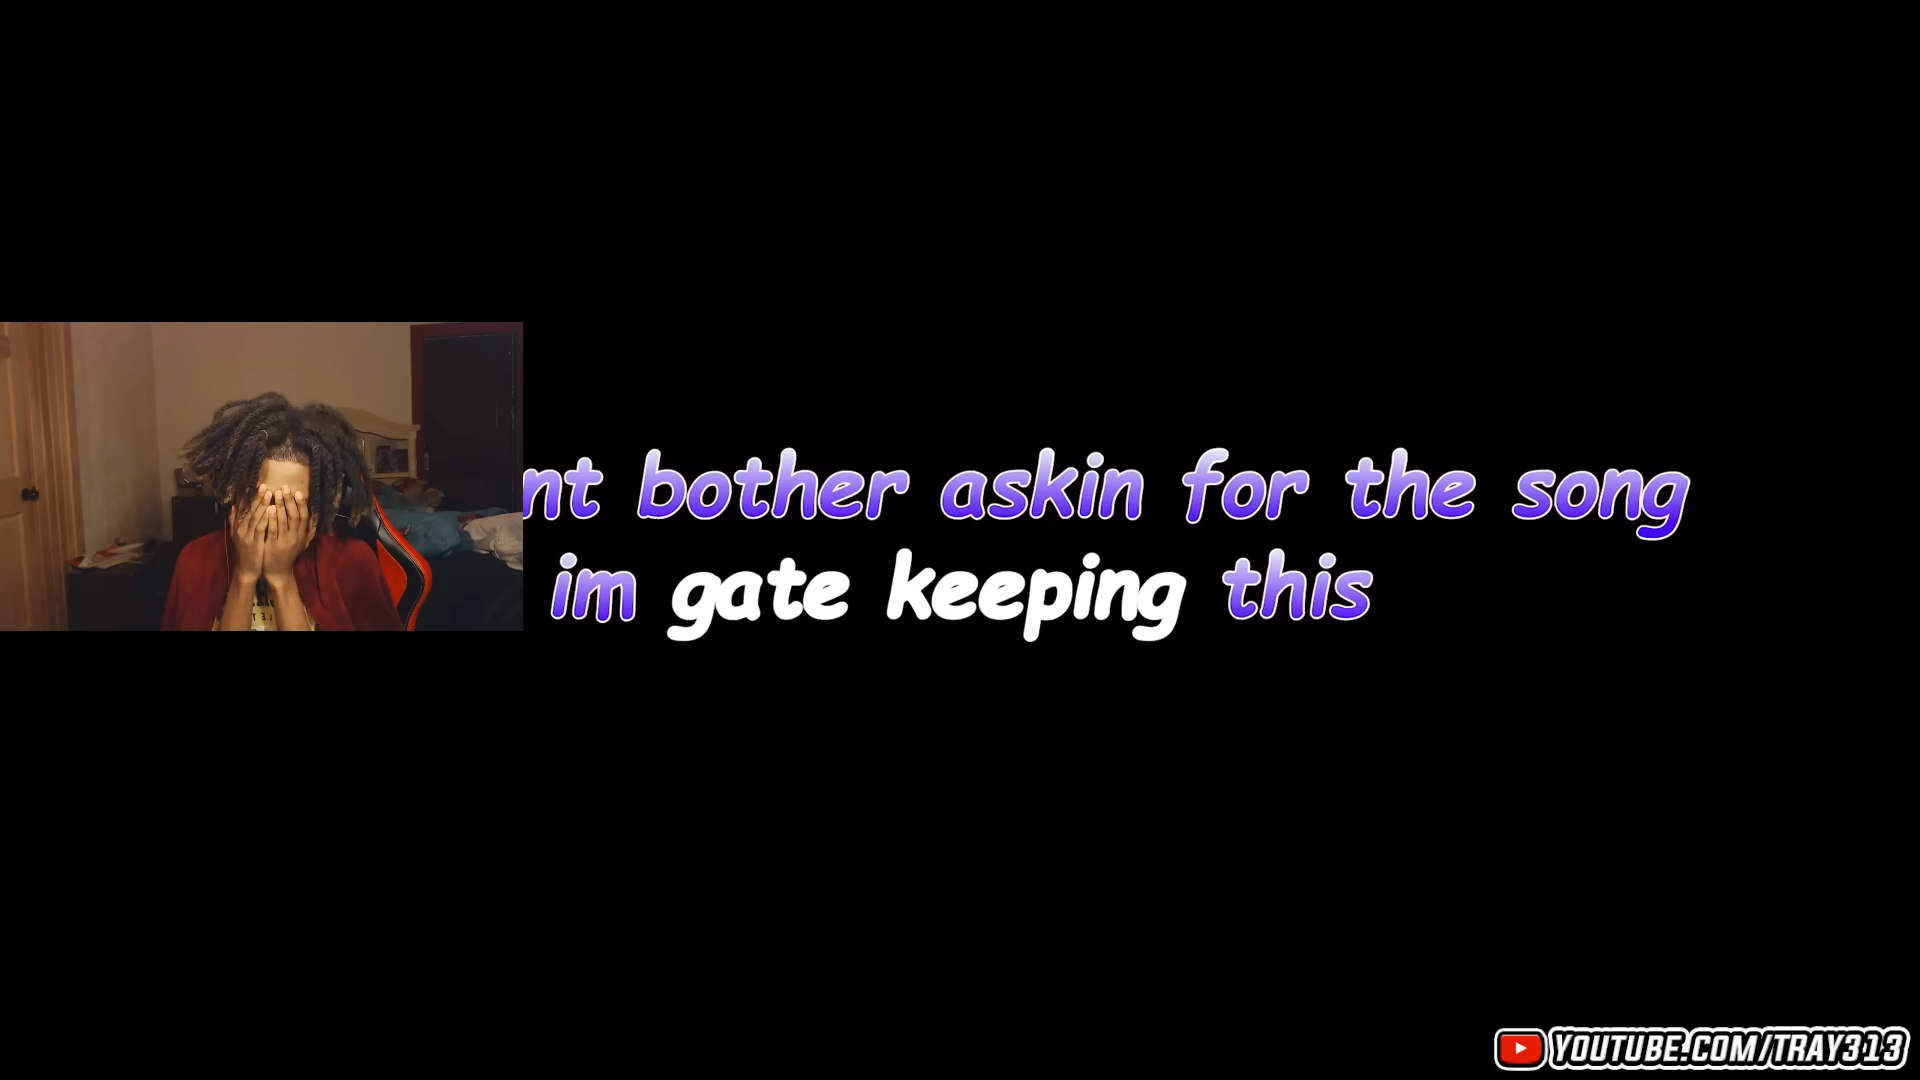 nt bother askin for the song
im gate keeping this
YOUTUBE.COM/TRAY313